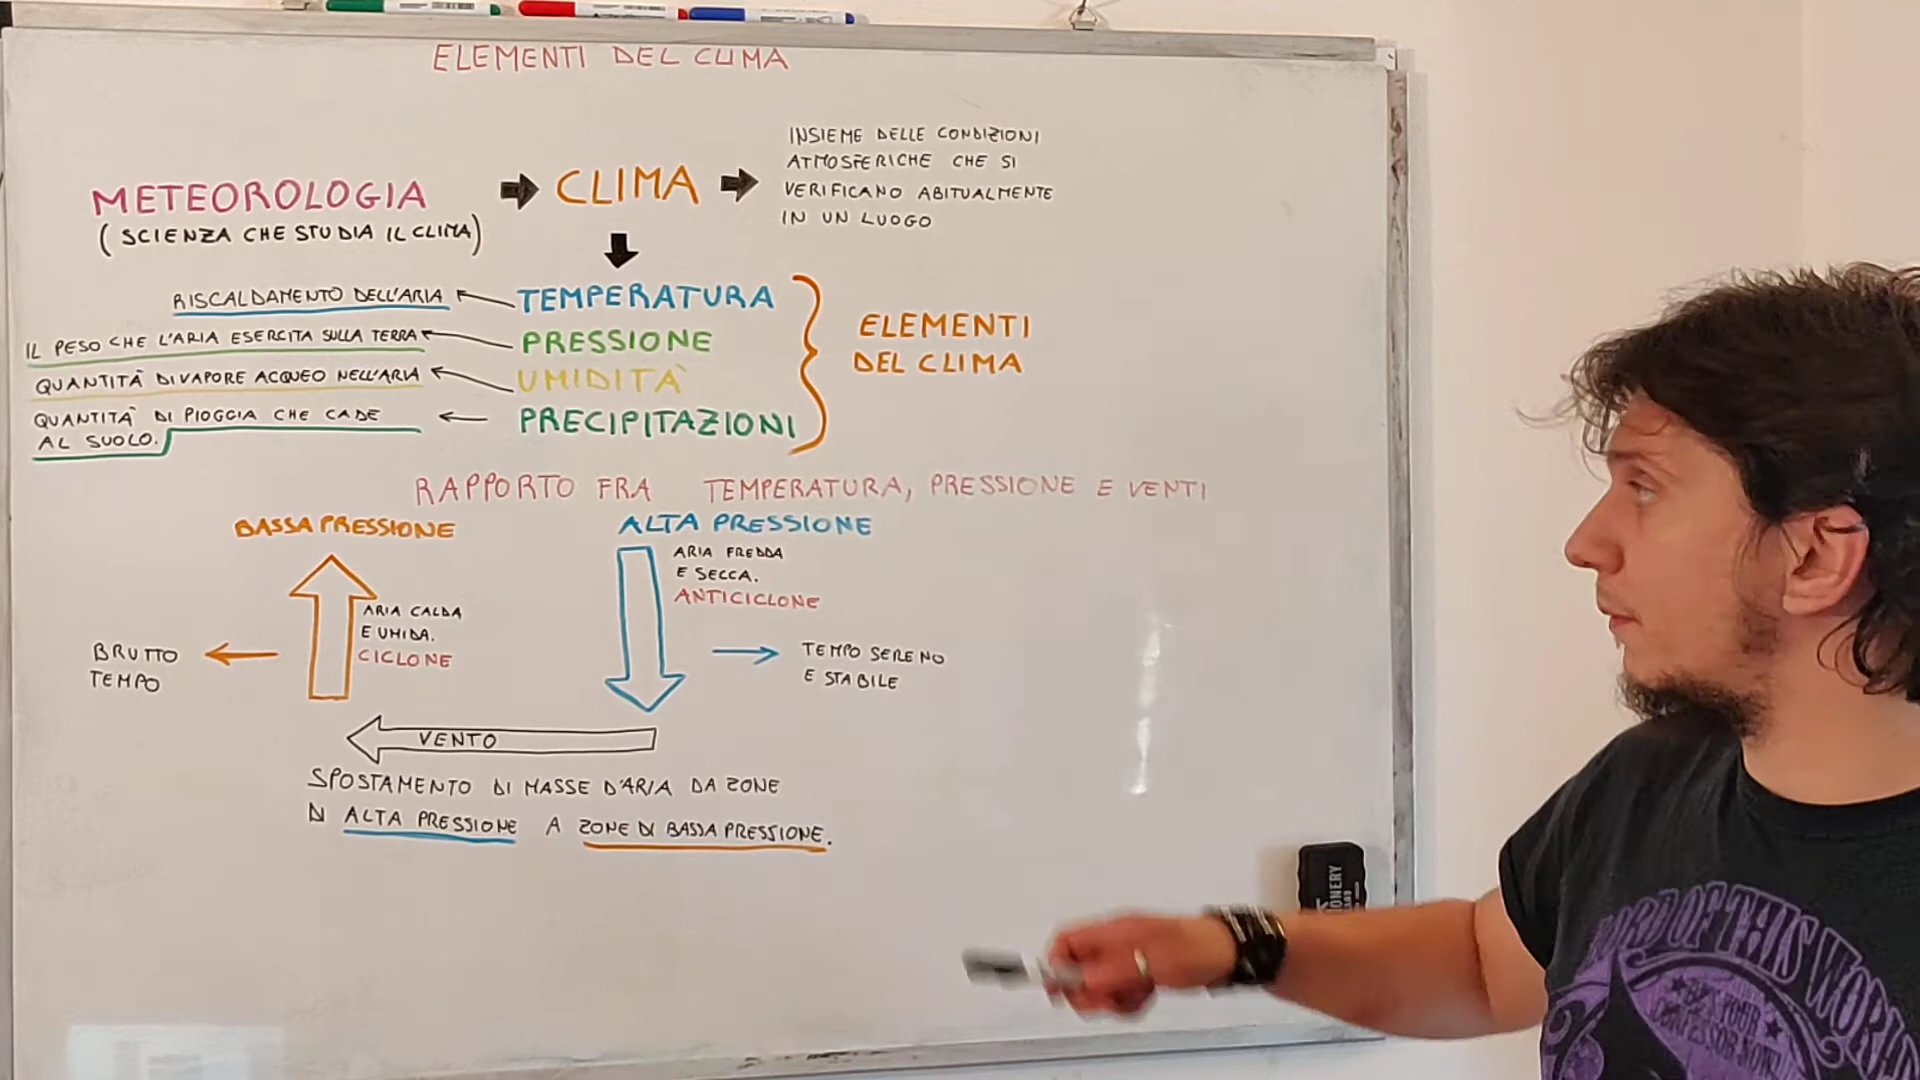 ELEMENTI DEL CLIMA
METEOROLOGIA
(SCIENZA CHE STUDIA IL CLIMA)
CLIMA
INSIEME DELLE CONDIZIONI
ATMOSFERICHE CHE SI
VERIFICANO ABITUALMENTE
IN UN LUOGO
RISCALDAMENTO DELL'ARIA
TEMPERATURA
IL PESO CHE L'ARIA ESERCITA SULLA TERRA
PRESSIONE
QUANTITÀ DI VAPORE ACQUEO NELL'ARIA
UMIDITÀ
QUANTITÀ DI PIOGGIA CHE CADE
AL SUOLO.
PRECIPITAZIONI
ELEMENTI
DEL CLIMA
RAPPORTO FRA TEMPERATURA, PRESSIONE E VENTI
BASSA PRESSIONE
ARIA CALDA
E UMIDA.
CICLONE
BRUTTO
TEMPO
ALTA PRESSIONE
ARIA FREDDA
E SECCA.
ANTICICLONE
TEMPO SERENO
E STABILE
VENTO
SPOSTAMENTO DI MASSE D'ARIA DA ZONE
DI ALTA PRESSIONE A ZONE DI BASSA PRESSIONE.
OF THIS WORLD